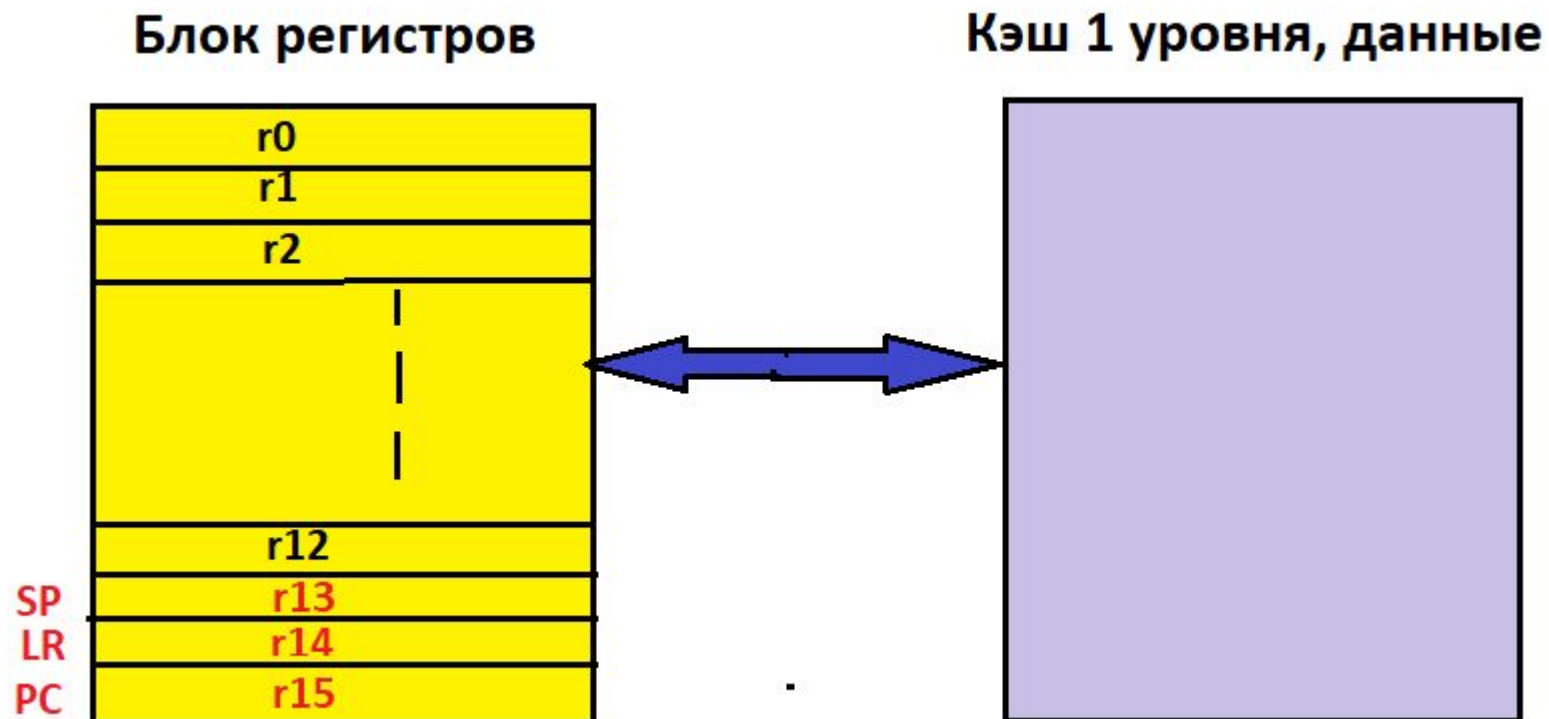 Блок регистров
Кэш 1 уровня, данные
r0
r1
r2
r12
SP r13
LR r14
PC r15